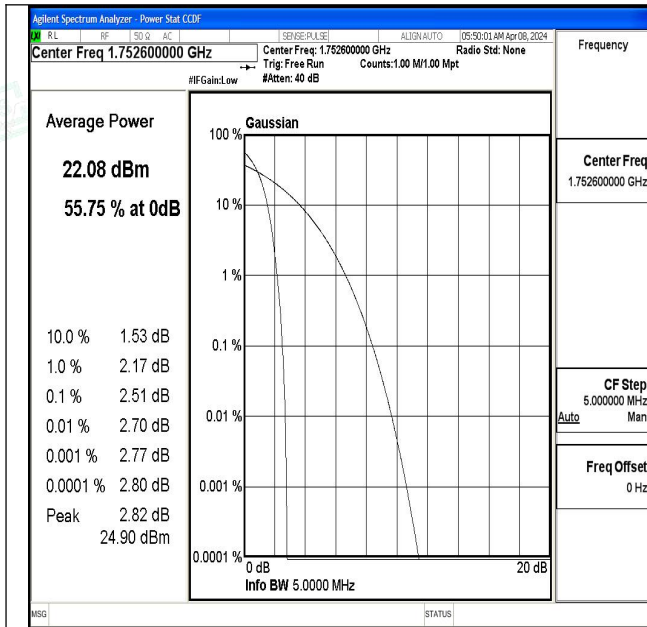 Agilent Spectrum Analyzer - Power Stat CCDF
RL RF 50 Ω AC SENSE:PULSE ALIGN AUTO 05:50:01 AM Apr 08, 2024
Center Freq 1.752600000 GHz
Center Freq: 1.752600000 GHz Radio Std: None
Trig: Free Run Counts:1.00 M/1.00 Mpt
#IFGain:Low #Atten: 40 dB
Average Power
22.08 dBm
55.75 % at 0dB
10.0 % 1.53 dB
1.0 % 2.17 dB
0.1 % 2.51 dB
0.01 % 2.70 dB
0.001 % 2.77 dB
0.0001 % 2.80 dB
Peak 2.82 dB
24.90 dBm
Gaussian
100 %
10 %
1 %
0.1 %
0.01 %
0.001 %
0.0001 %
0 dB 20 dB
Info BW 5.0000 MHz
Frequency
Center Freq
1.752600000 GHz
CF Step
5.000000 MHz
Auto Man
Freq Offset
0 Hz
MSG STATUS